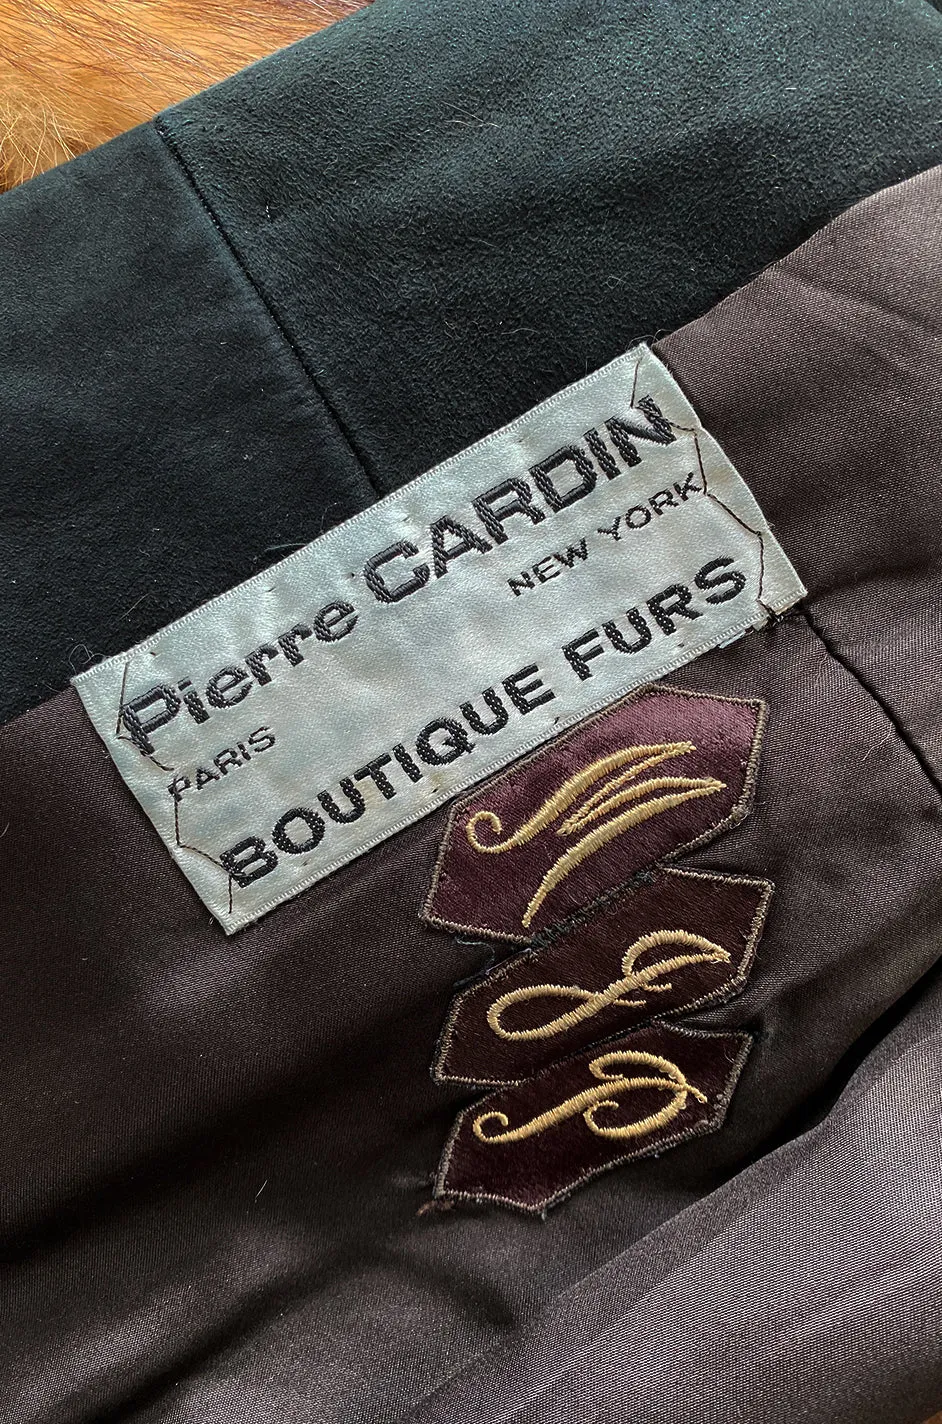 Pierre CARDIN
PARIS NEW YORK
BOUTIQUE FURS